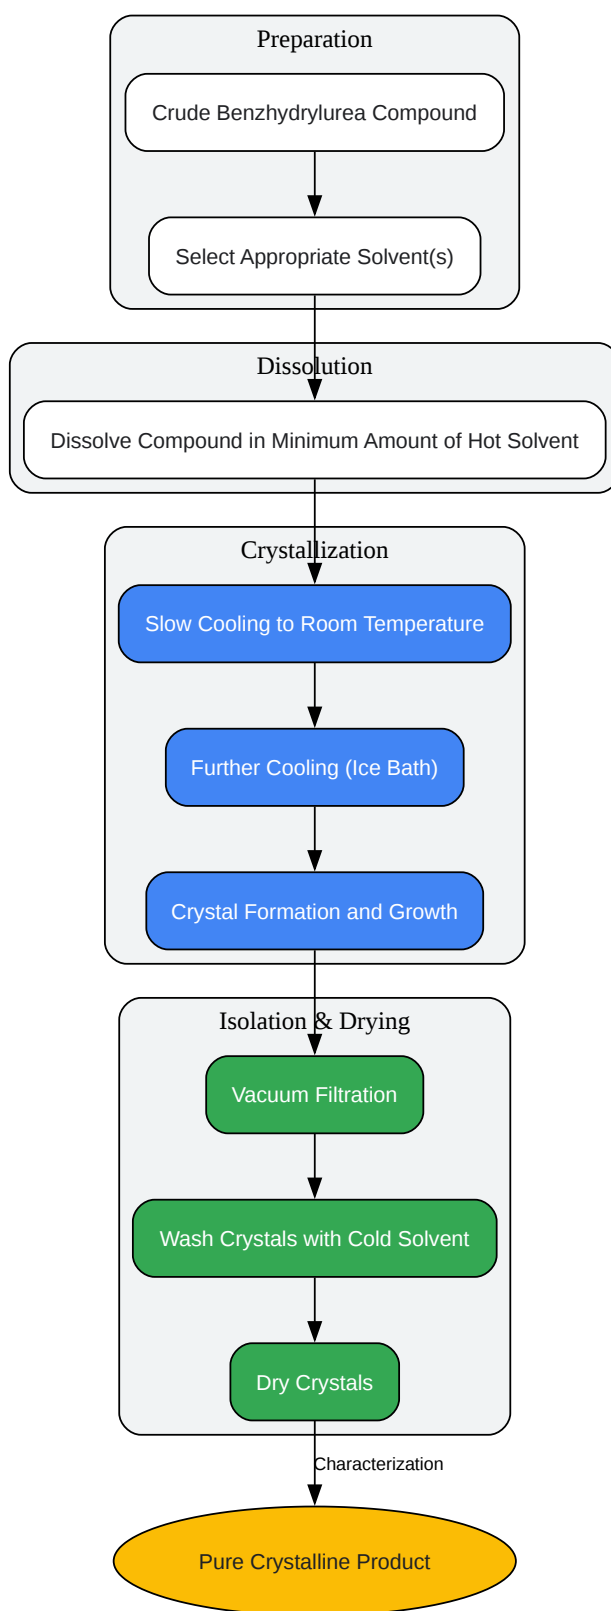 Preparation
Crude Benzhydrylurea Compound
Select Appropriate Solvent(s)
Dissolution
Dissolve Compound in Minimum Amount of Hot Solvent
Crystallization
Slow Cooling to Room Temperature
Further Cooling (Ice Bath)
Crystal Formation and Growth
Isolation & Drying
Vacuum Filtration
Wash Crystals with Cold Solvent
Dry Crystals
Characterization
Pure Crystalline Product